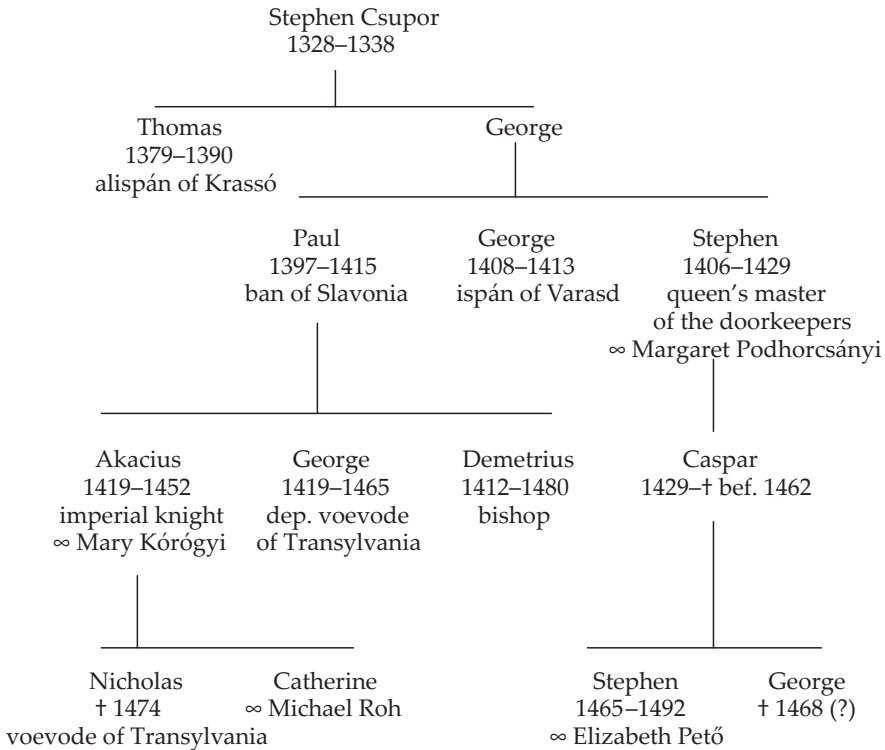 Stephen Csupor
1328–1338
Thomas
1379–1390
alispán of Krassó
George
Paul
1397–1415
ban of Slavonia
George
1408–1413
ispán of Varasd
Stephen
1406–1429
queen's master
of the doorkeepers
∞ Margaret Podhorcsányi
Akacius
1419–1452
imperial knight
∞ Mary Kórógyi
George
1419–1465
dep. voevode
of Transylvania
Demetrius
1412–1480
bishop
Caspar
1429–† bef. 1462
Nicholas
† 1474
voevode of Transylvania
Catherine
∞ Michael Roh
Stephen
1465–1492
∞ Elizabeth Pető
George
† 1468 (?)